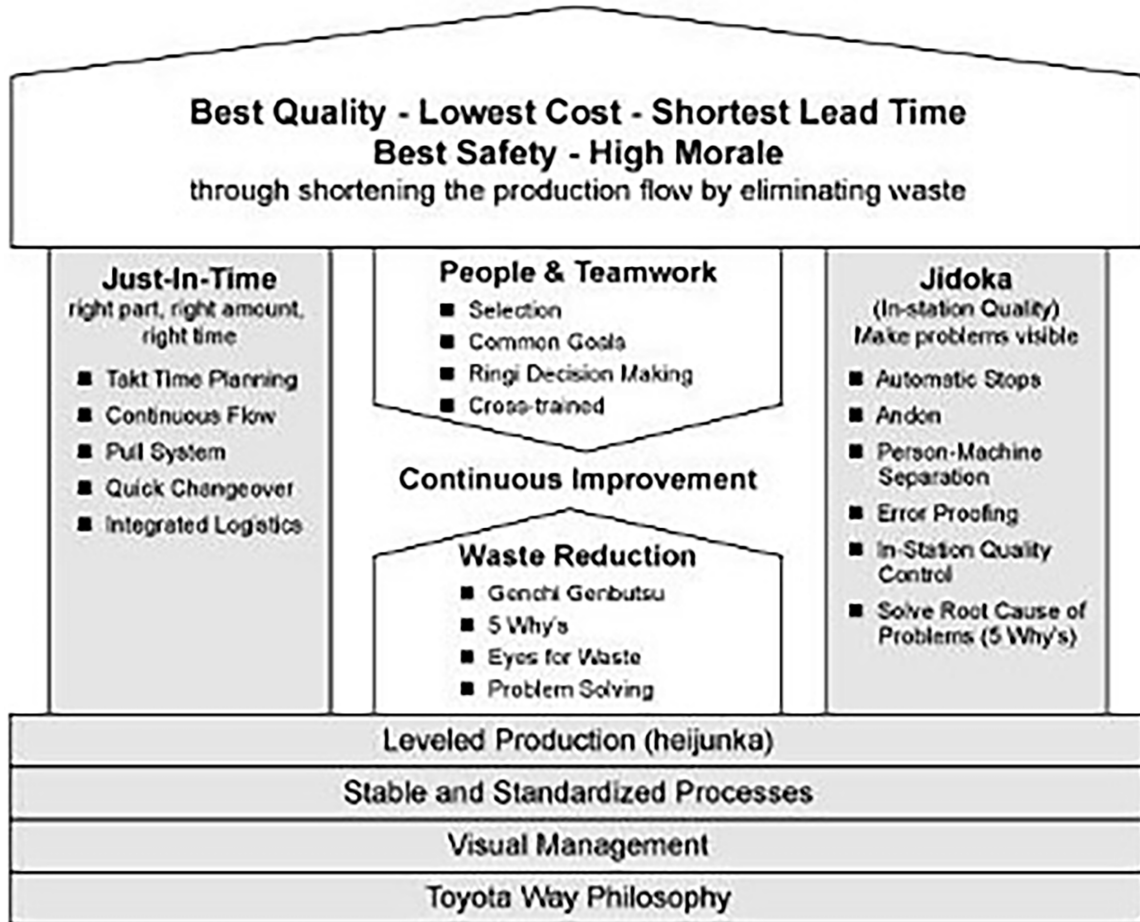 Best Quality - Lowest Cost - Shortest Lead Time
Best Safety - High Morale
through shortening the production flow by eliminating waste
Just-In-Time
right part, right amount,
right time
■ Takt Time Planning
■ Continuous Flow
■ Pull System
■ Quick Changeover
■ Integrated Logistics
People & Teamwork
■ Selection
■ Common Goals
■ Ringi Decision Making
■ Cross-trained
Continuous Improvement
Waste Reduction
■ Genchi Genbutsu
■ 5 Why's
■ Eyes for Waste
■ Problem Solving
Jidoka
(In-station Quality)
Make problems visible
■ Automatic Stops
■ Andon
■ Person-Machine
Separation
■ Error Proofing
■ In-Station Quality
Control
■ Solve Root Cause of
Problems (5 Why's)
Leveled Production (heijunka)
Stable and Standardized Processes
Visual Management
Toyota Way Philosophy